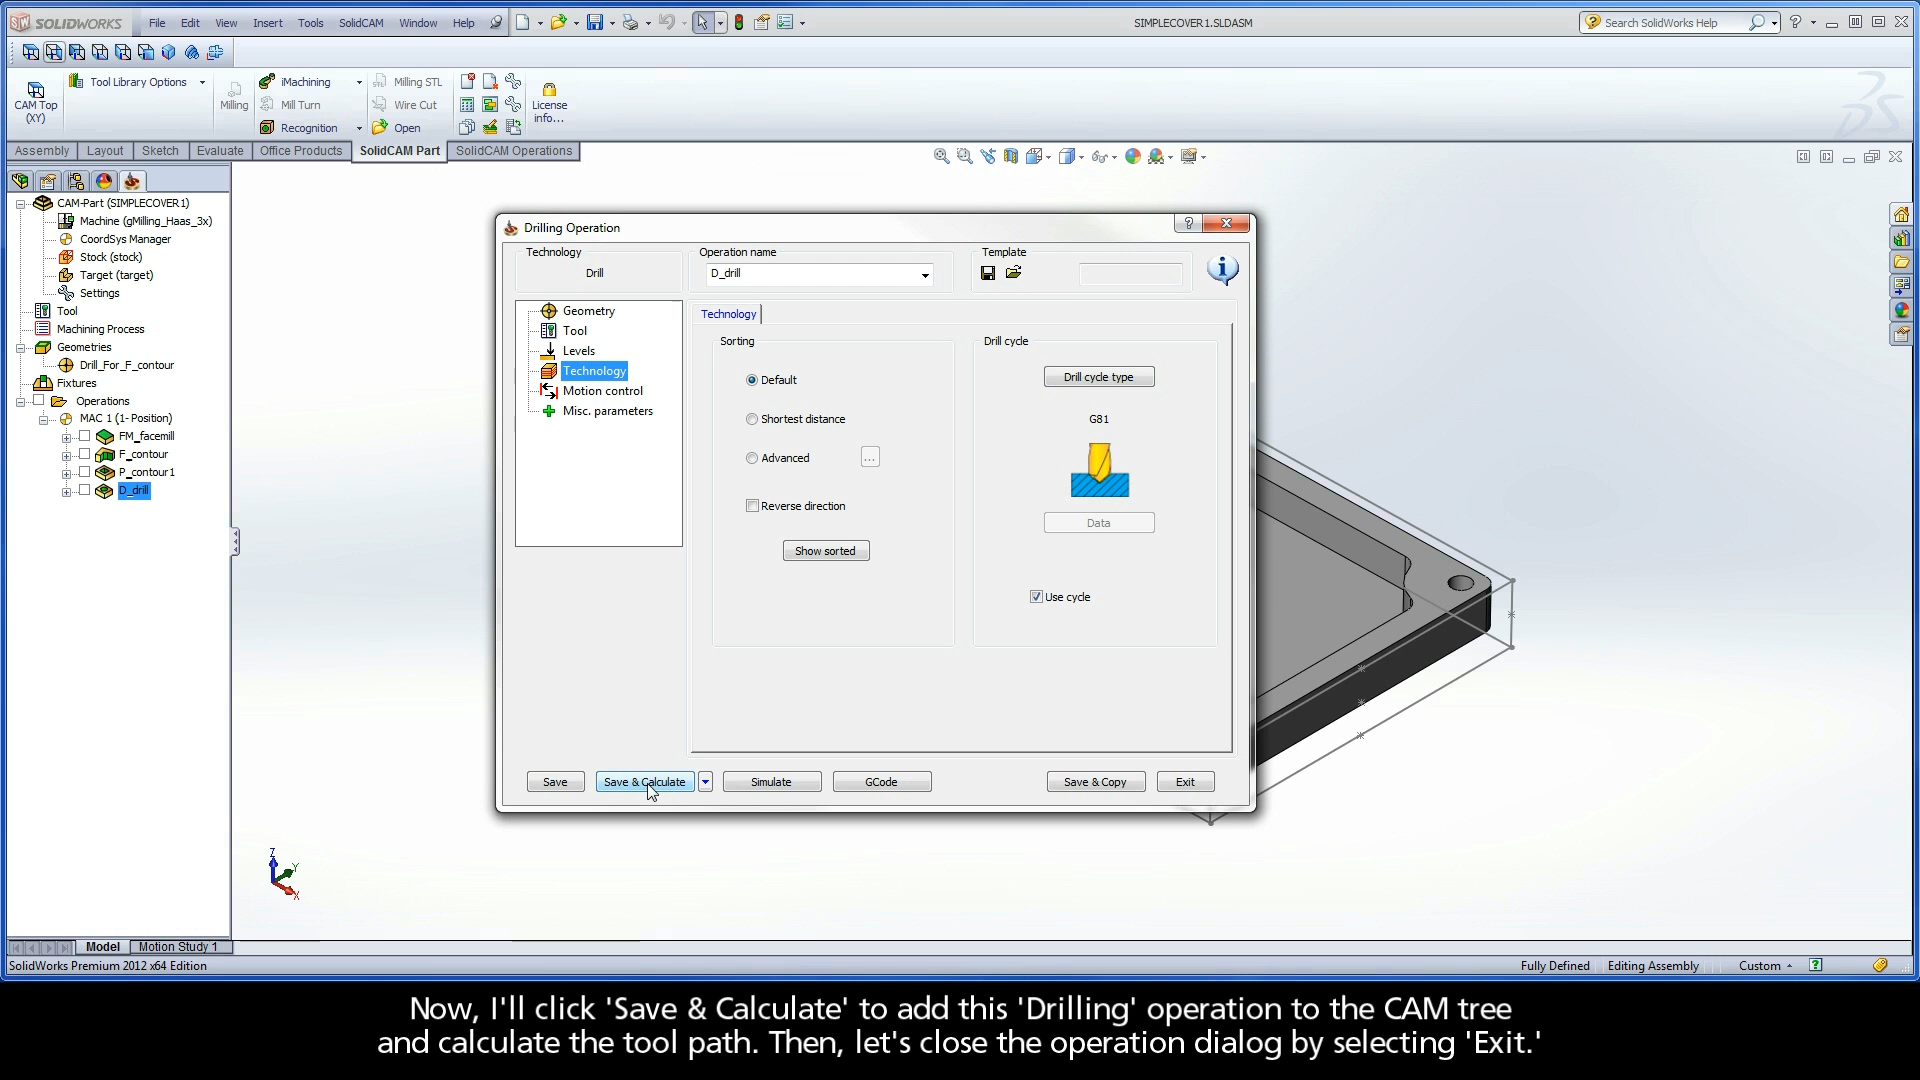 SOLIDWORKS File Edit View Insert Tools SolidCAM Window Help SIMPLECOVER1.SLDASM Search SolidWorks Help
CAM Top
(XY)
Tool Library Options
Milling
iMachining
Mill Turn
Recognition
Milling STL
Wire Cut
Open
License
info...
Assembly Layout Sketch Evaluate Office Products SolidCAM Part SolidCAM Operations
CAM-Part (SIMPLECOVER1)
Machine (gMilling_Haas_3x)
CoordSys Manager
Stock (stock)
Target (target)
Settings
Tool
Machining Process
Geometries
Drill_For_F_contour
Fixtures
Operations
MAC 1 (1- Position)
FM_facemill
F_contour
P_contour1
D_drill
Drilling Operation
Technology
Drill
Operation name
D_drill
Template
Geometry
Tool
Levels
Technology
Motion control
Misc. parameters
Technology
Sorting
Default
Shortest distance
Advanced ...
Reverse direction
Show sorted
Drill cycle
Drill cycle type
G81
Data
Use cycle
Save Save & Calculate Simulate GCode Save & Copy Exit
Z
Y
X
Model Motion Study 1
SolidWorks Premium 2012 x64 Edition Fully Defined Editing Assembly Custom
Now, I'll click 'Save & Calculate' to add this 'Drilling' operation to the CAM tree
and calculate the tool path. Then, let's close the operation dialog by selecting 'Exit.'